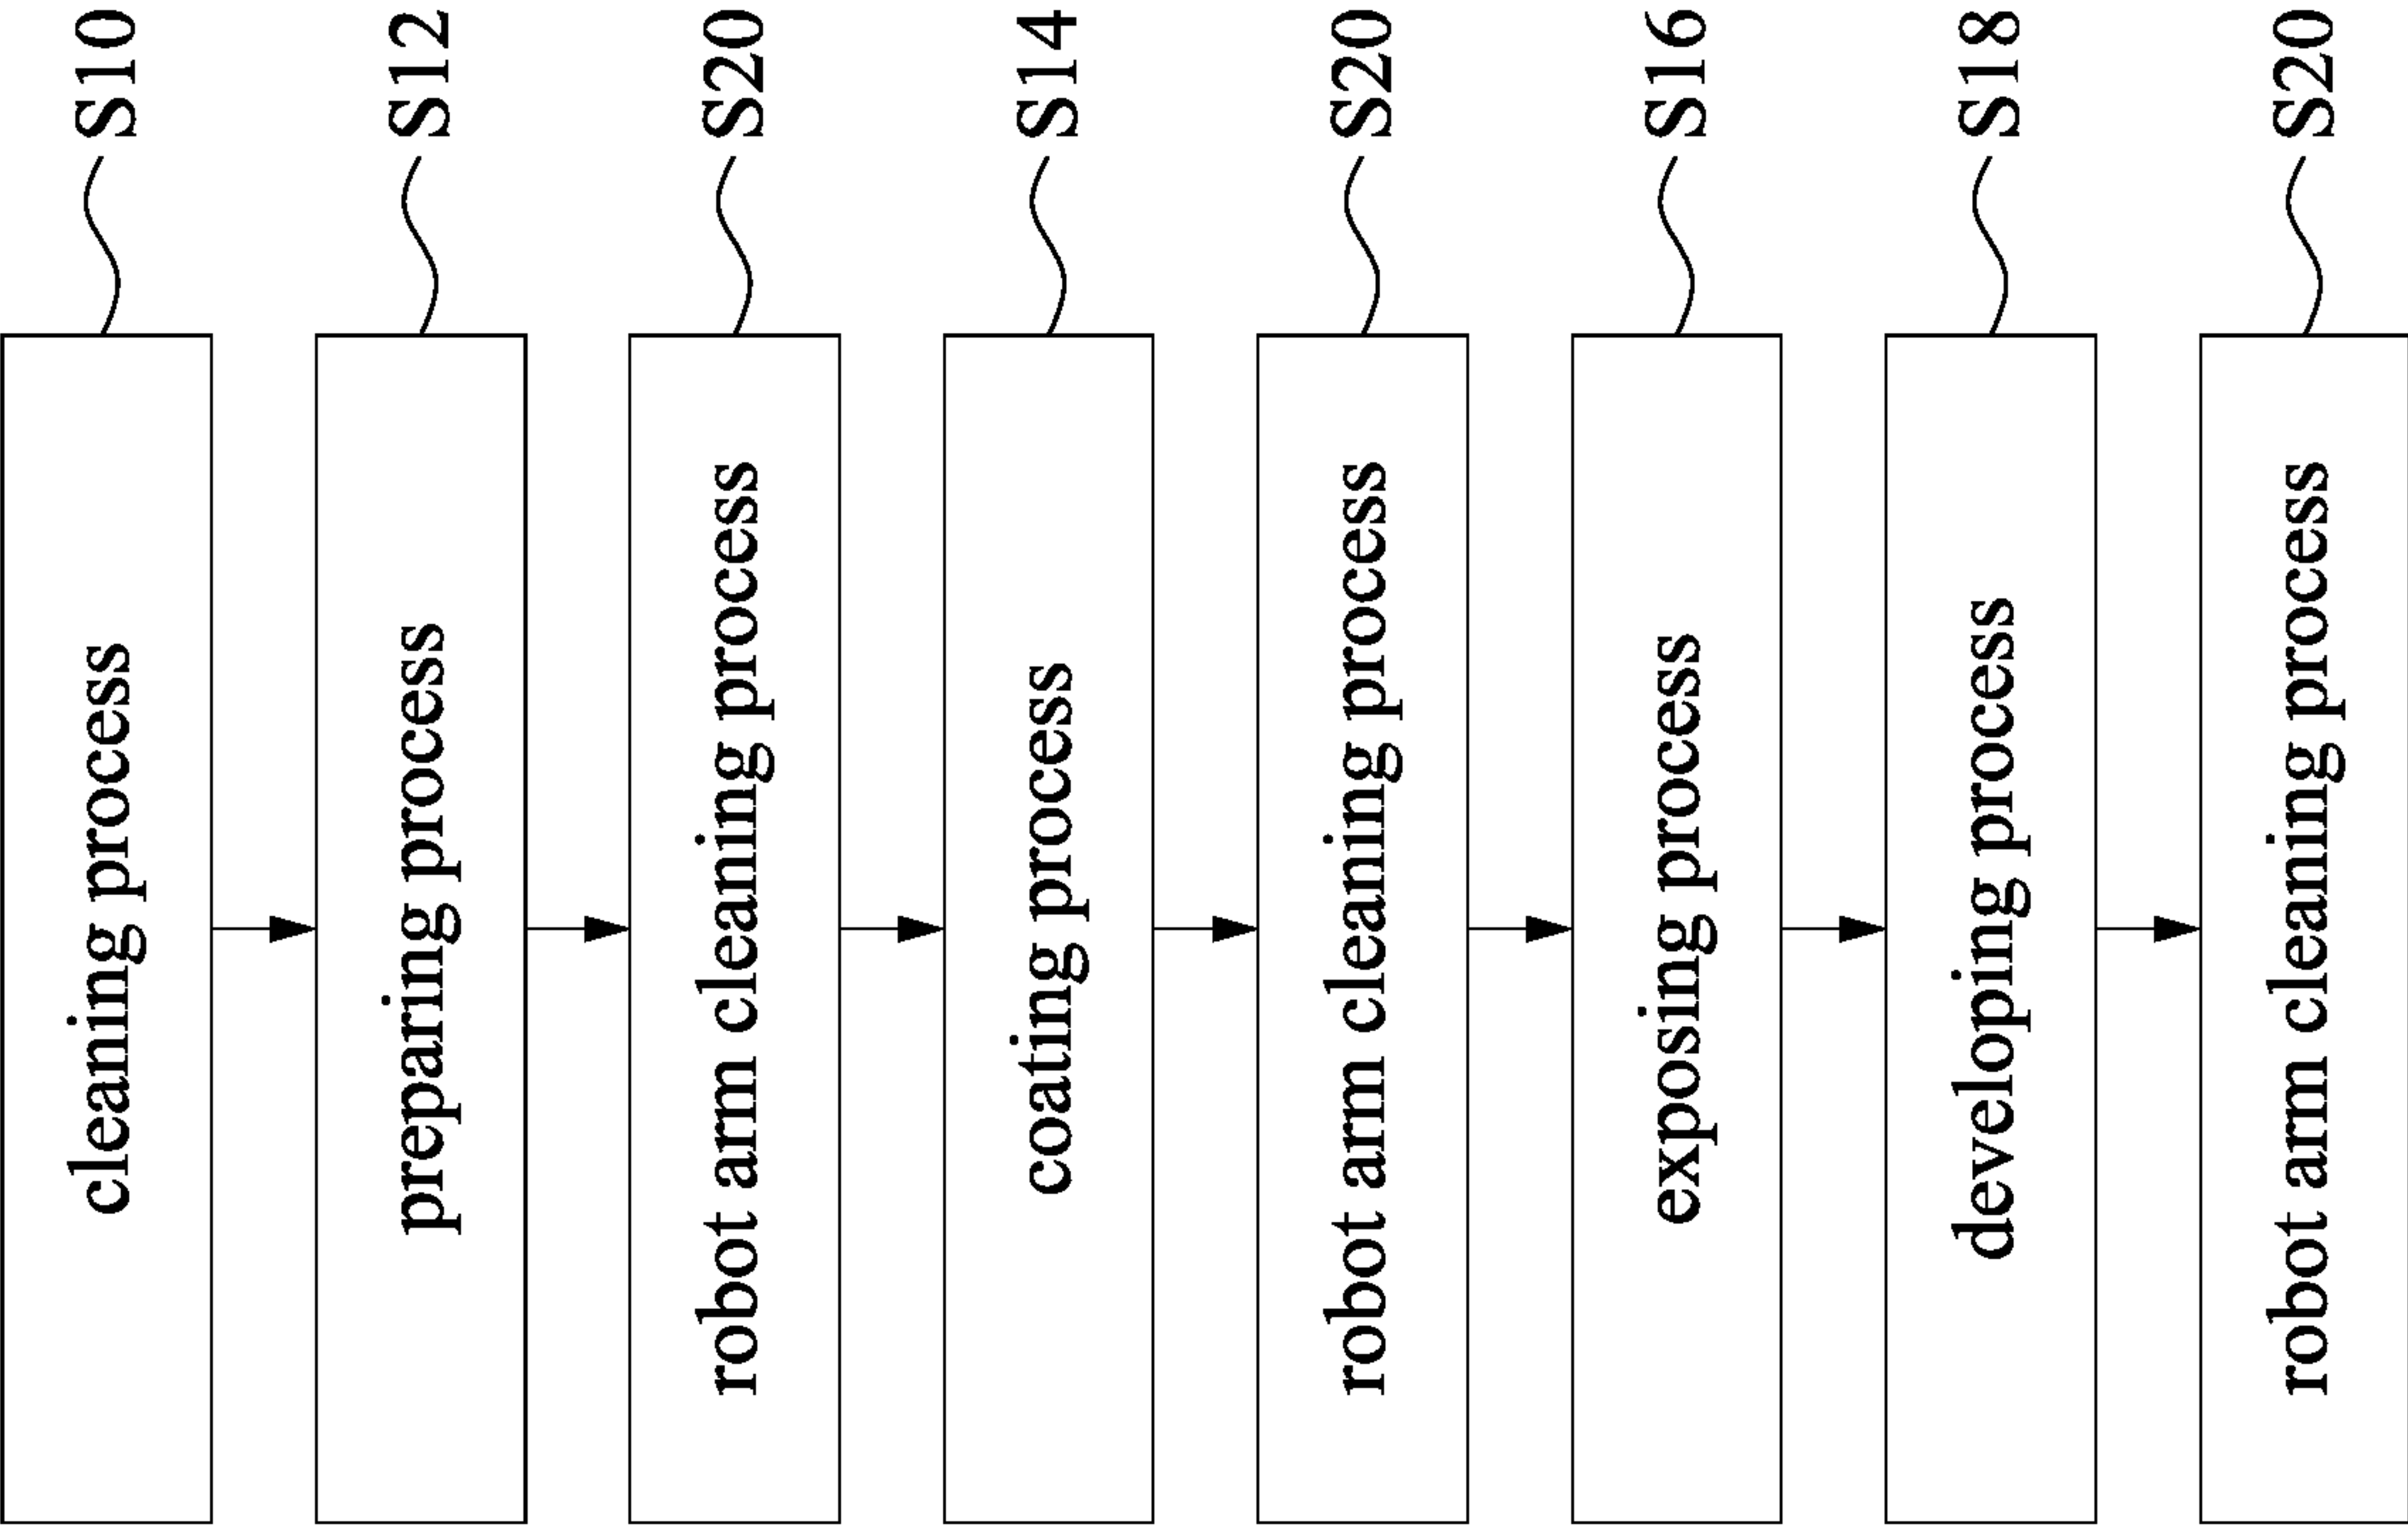 cleaning process
S10
preparing process
S12
robot arm cleaning process
S20
coating process
S14
robot arm cleaning process
S20
exposing process
S16
developing process
S18
robot arm cleaning process
S20